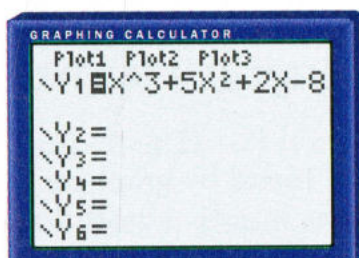 GRAPHING CALCULATOR
Plot1 Plot2 Plot3
\Y1=X^3+5X²+2X-8
\Y2=
\Y3=
\Y4=
\Y5=
\Y6=